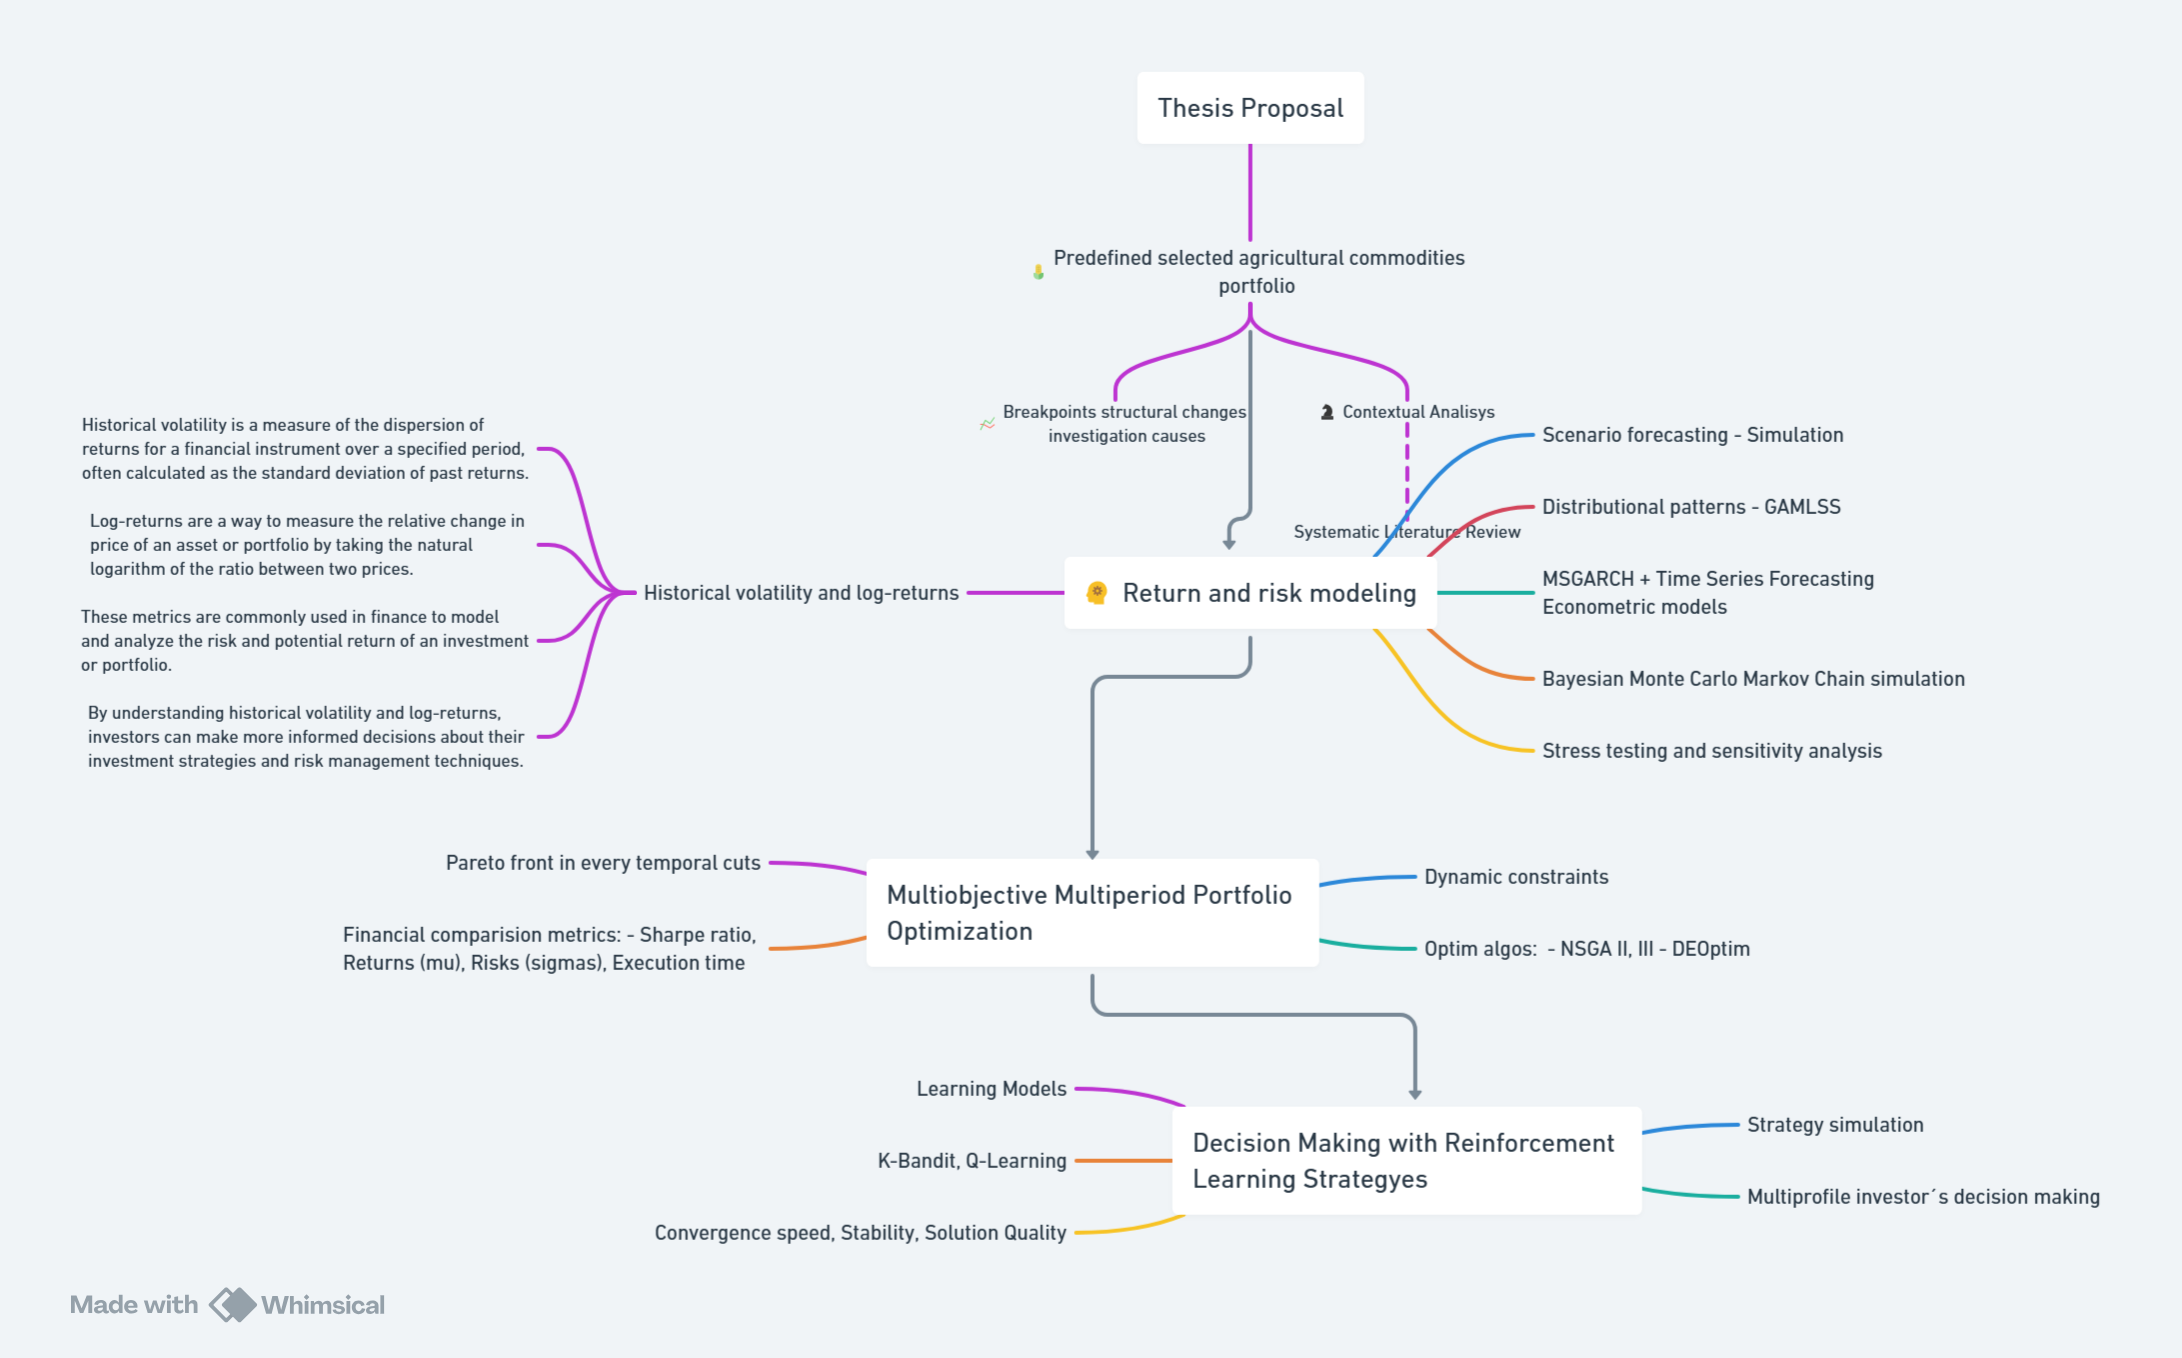 Thesis Proposal
Predefined selected agricultural commodities
portfolio
Breakpoints structural changes
investigation causes
Contextual Analisys
Systematic Literature Review
Return and risk modeling
Historical volatility and log-returns
Historical volatility is a measure of the dispersion of
returns for a financial instrument over a specified period,
often calculated as the standard deviation of past returns.
Log-returns are a way to measure the relative change in
price of an asset or portfolio by taking the natural
logarithm of the ratio between two prices.
These metrics are commonly used in finance to model
and analyze the risk and potential return of an investment
or portfolio.
By understanding historical volatility and log-returns,
investors can make more informed decisions about their
investment strategies and risk management techniques.
Scenario forecasting - Simulation
Distributional patterns - GAMLSS
MSGARCH + Time Series Forecasting
Econometric models
Bayesian Monte Carlo Markov Chain simulation
Stress testing and sensitivity analysis
Multiobjective Multiperiod Portfolio
Optimization
Pareto front in every temporal cuts
Financial comparision metrics: - Sharpe ratio,
Returns (mu), Risks (sigmas), Execution time
Dynamic constraints
Optim algos:  - NSGA II, III - DEOptim
Decision Making with Reinforcement
Learning Strategyes
Learning Models
K-Bandit, Q-Learning
Convergence speed, Stability, Solution Quality
Strategy simulation
Multiprofile investor´s decision making
Made with Whimsical